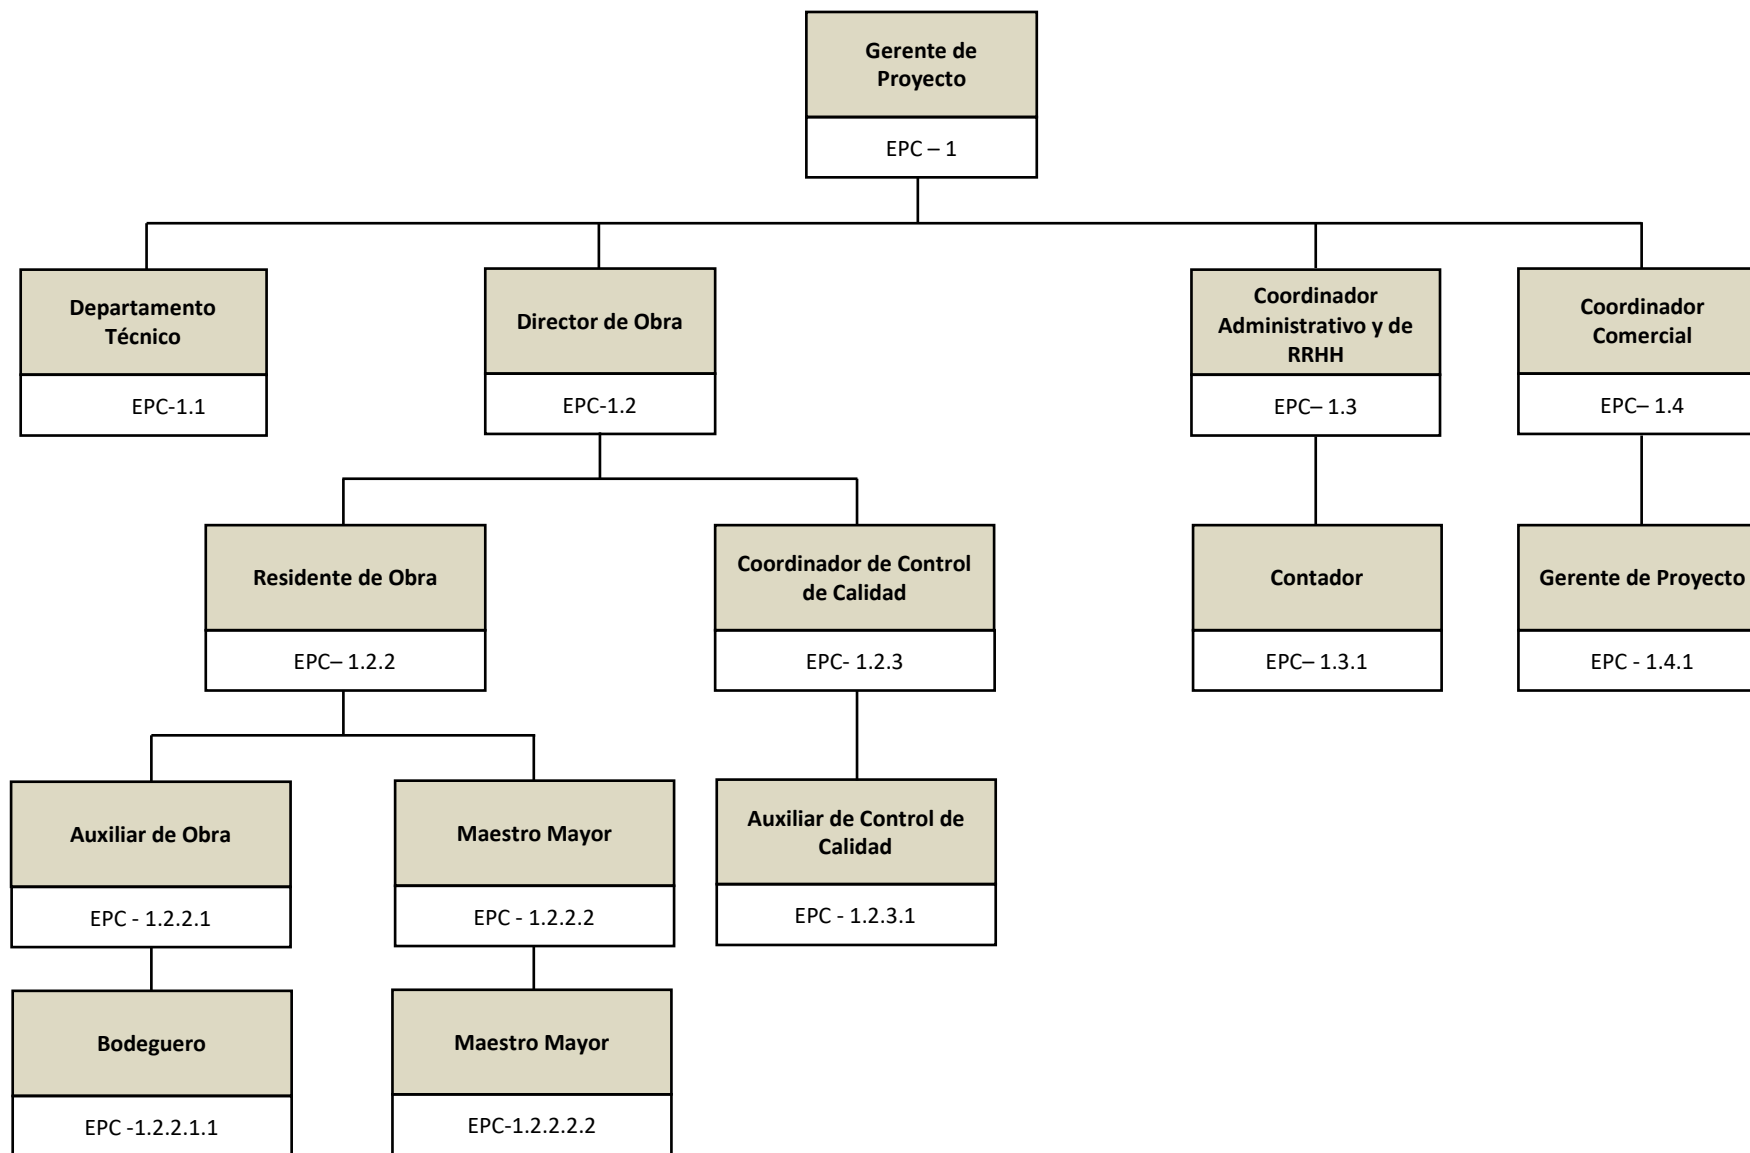 Gerente de
Proyecto
EPC – 1
Departamento
Técnico
EPC-1.1
Director de Obra
EPC-1.2
Coordinador
Administrativo y de
RRHH
EPC– 1.3
Coordinador
Comercial
EPC– 1.4
Residente de Obra
EPC– 1.2.2
Coordinador de Control
de Calidad
EPC- 1.2.3
Contador
EPC– 1.3.1
Gerente de Proyecto
EPC - 1.4.1
Auxiliar de Obra
EPC - 1.2.2.1
Maestro Mayor
EPC - 1.2.2.2
Auxiliar de Control de
Calidad
EPC - 1.2.3.1
Bodeguero
EPC -1.2.2.1.1
Maestro Mayor
EPC-1.2.2.2.2